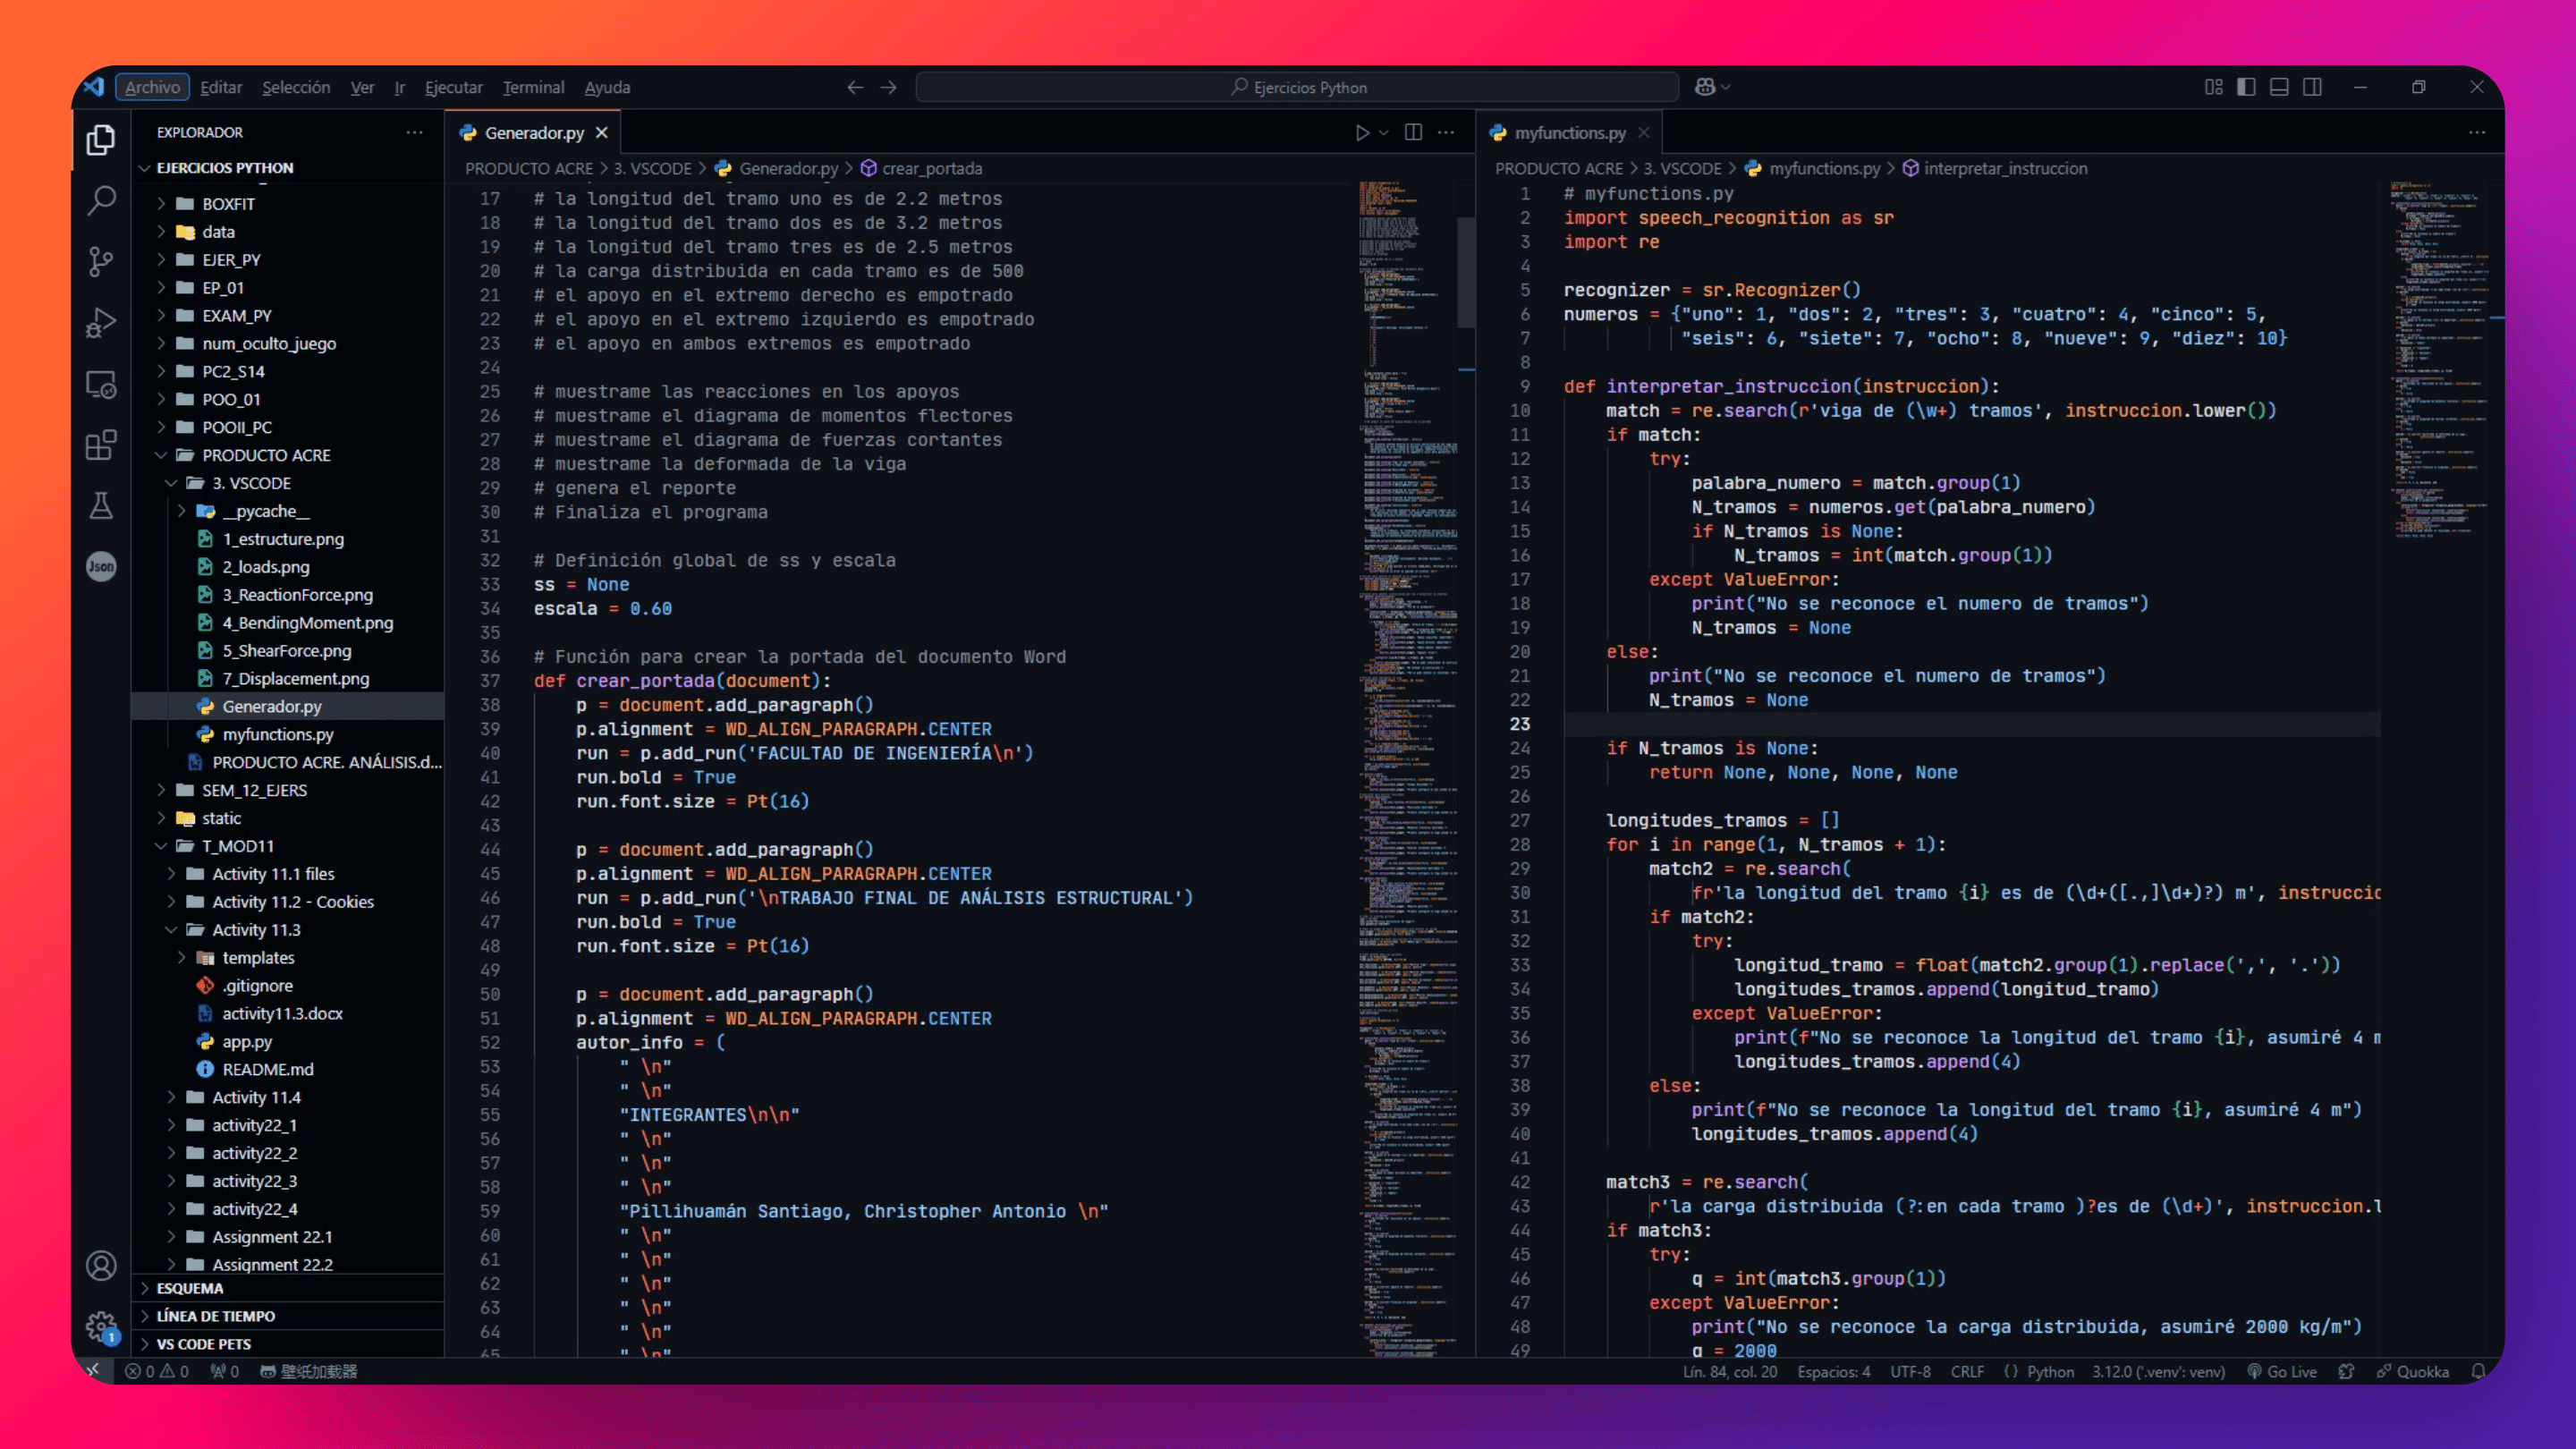 Archivo Editar Selección Ver Ir Ejecutar Terminal Ayuda
Ejercicios Python
EXPLORADOR
EJERCICIOS PYTHON
BOXFIT
data
EJER_PY
EP_01
EXAM_PY
num_oculto_juego
PC2_S14
POO_01
POOII_PC
PRODUCTO ACRE
3. VSCODE
__pycache__
1_estructure.png
2_loads.png
3_ReactionForce.png
4_BendingMoment.png
5_ShearForce.png
7_Displacement.png
Generador.py
myfunctions.py
PRODUCTO ACRE. ANÁLISIS.d...
SEM_12_EJERS
static
T_MOD11
Activity 11.1 files
Activity 11.2 - Cookies
Activity 11.3
templates
.gitignore
activity11.3.docx
app.py
README.md
Activity 11.4
activity22_1
activity22_2
activity22_3
activity22_4
Assignment 22.1
Assignment 22.2
ESQUEMA
LÍNEA DE TIEMPO
VS CODE PETS
Json
1
Generador.py
PRODUCTO ACRE > 3. VSCODE > Generador.py > crear_portada
17 # la longitud del tramo uno es de 2.2 metros
18 # la longitud del tramo dos es de 3.2 metros
19 # la longitud del tramo tres es de 2.5 metros
20 # la carga distribuida en cada tramo es de 500
21 # el apoyo en el extremo derecho es empotrado
22 # el apoyo en el extremo izquierdo es empotrado
23 # el apoyo en ambos extremos es empotrado
24
25 # muestrame las reacciones en los apoyos
26 # muestrame el diagrama de momentos flectores
27 # muestrame el diagrama de fuerzas cortantes
28 # muestrame la deformada de la viga
29 # genera el reporte
30 # Finaliza el programa
31
32 # Definición global de ss y escala
33 ss = None
34 escala = 0.60
35
36 # Función para crear la portada del documento Word
37 def crear_portada(document):
38 p = document.add_paragraph()
39 p.alignment = WD_ALIGN_PARAGRAPH.CENTER
40 run = p.add_run('FACULTAD DE INGENIERÍA\n')
41 run.bold = True
42 run.font.size = Pt(16)
43
44 p = document.add_paragraph()
45 p.alignment = WD_ALIGN_PARAGRAPH.CENTER
46 run = p.add_run('\nTRABAJO FINAL DE ANÁLISIS ESTRUCTURAL')
47 run.bold = True
48 run.font.size = Pt(16)
49
50 p = document.add_paragraph()
51 p.alignment = WD_ALIGN_PARAGRAPH.CENTER
52 autor_info = (
53 " \n"
54 " \n"
55 "INTEGRANTES\n\n"
56 " \n"
57 " \n"
58 " \n"
59 "Pillihuamán Santiago, Christopher Antonio \n"
60 " \n"
61 " \n"
62 " \n"
63 " \n"
64 " \n"
65 " \n"
myfunctions.py
PRODUCTO ACRE > 3. VSCODE > myfunctions.py > interpretar_instruccion
1 # myfunctions.py
2 import speech_recognition as sr
3 import re
4
5 recognizer = sr.Recognizer()
6 numeros = {"uno": 1, "dos": 2, "tres": 3, "cuatro": 4, "cinco": 5,
7 "seis": 6, "siete": 7, "ocho": 8, "nueve": 9, "diez": 10}
8
9 def interpretar_instruccion(instruccion):
10 match = re.search(r'viga de (\w+) tramos', instruccion.lower())
11 if match:
12 try:
13 palabra_numero = match.group(1)
14 N_tramos = numeros.get(palabra_numero)
15 if N_tramos is None:
16 N_tramos = int(match.group(1))
17 except ValueError:
18 print("No se reconoce el numero de tramos")
19 N_tramos = None
20 else:
21 print("No se reconoce el numero de tramos")
22 N_tramos = None
23
24 if N_tramos is None:
25 return None, None, None, None
26
27 longitudes_tramos = []
28 for i in range(1, N_tramos + 1):
29 match2 = re.search(
30 fr'la longitud del tramo {i} es de (\d+([.,]\d+)?) m', instruccio
31 if match2:
32 try:
33 longitud_tramo = float(match2.group(1).replace(',', '.'))
34 longitudes_tramos.append(longitud_tramo)
35 except ValueError:
36 print(f"No se reconoce la longitud del tramo {i}, asumiré 4 m
37 longitudes_tramos.append(4)
38 else:
39 print(f"No se reconoce la longitud del tramo {i}, asumiré 4 m")
40 longitudes_tramos.append(4)
41
42 match3 = re.search(
43 r'la carga distribuida (?:en cada tramo )?es de (\d+)', instruccion.l
44 if match3:
45 try:
46 q = int(match3.group(1))
47 except ValueError:
48 print("No se reconoce la carga distribuida, asumiré 2000 kg/m")
49 q = 2000
0 0 0 壁纸加载器
Lín. 84, col. 20 Espacios: 4 UTF-8 CRLF {} Python 3.12.0 ('.venv': venv) Go Live Quokka